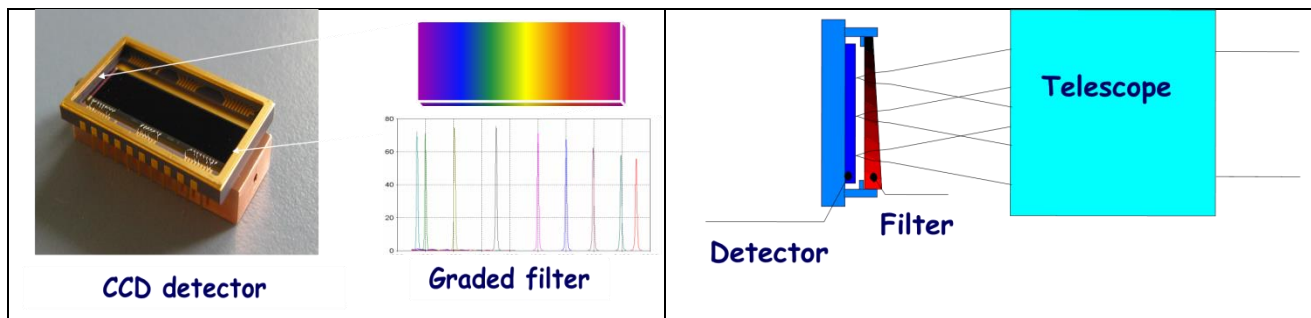 80
60
40
20
0
CCD detector
Graded filter
Telescope
Filter
Detector